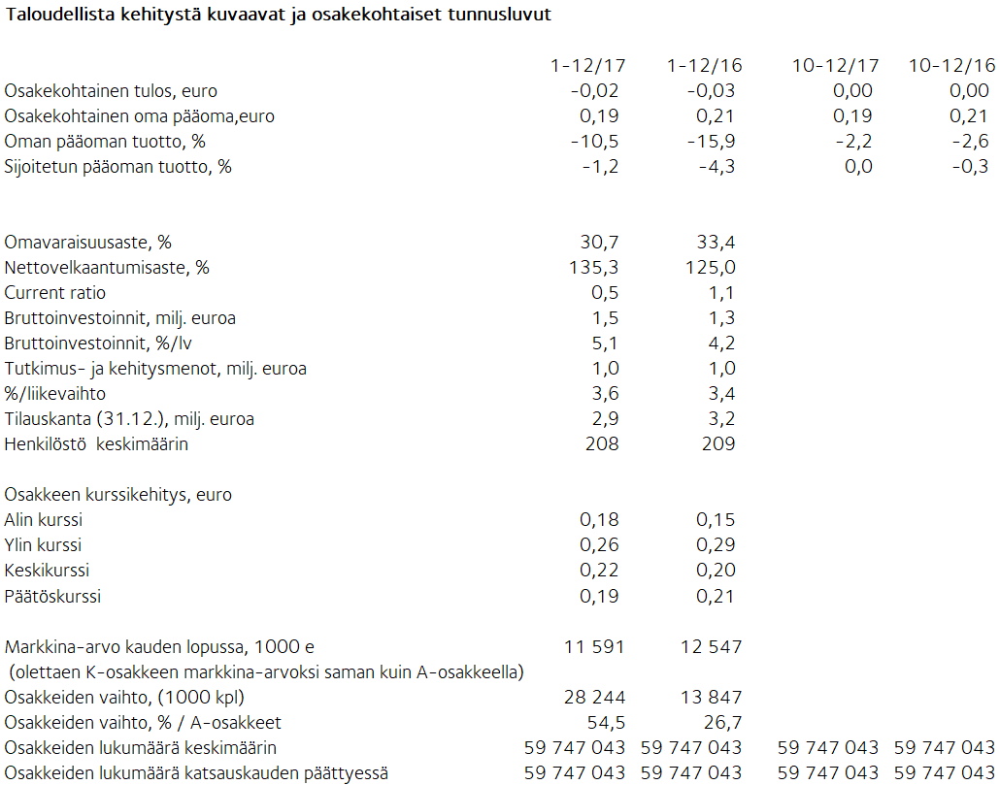 Taloudellista kehitystä kuvaavat ja osakekohtaiset tunnusluvut
1-12/17 1-12/16 10-12/17 10-12/16
Osakekohtainen tulos, euro -0,02 -0,03 0,00 0,00
Osakekohtainen oma pääoma,euro 0,19 0,21 0,19 0,21
Oman pääoman tuotto, % -10,5 -15,9 -2,2 -2,6
Sijoitetun pääoman tuotto, % -1,2 -4,3 0,0 -0,3
Omavaraisuusaste, % 30,7 33,4
Nettovelkaantumisaste, % 135,3 125,0
Current ratio 0,5 1,1
Bruttoinvestoinnit, milj. euroa 1,5 1,3
Bruttoinvestoinnit, %/lv 5,1 4,2
Tutkimus- ja kehitysmenot, milj. euroa 1,0 1,0
%/liikevaihto 3,6 3,4
Tilauskanta (31.12.), milj. euroa 2,9 3,2
Henkilöstö keskimäärin 208 209
Osakkeen kurssikehitys, euro
Alin kurssi 0,18 0,15
Ylin kurssi 0,26 0,29
Keskikurssi 0,22 0,20
Päätöskurssi 0,19 0,21
Markkina-arvo kauden lopussa, 1000 e 11 591 12 547
(olettaen K-osakkeen markkina-arvoksi saman kuin A-osakkeella)
Osakkeiden vaihto, (1000 kpl) 28 244 13 847
Osakkeiden vaihto, % / A-osakkeet 54,5 26,7
Osakkeiden lukumäärä keskimäärin 59 747 043 59 747 043 59 747 043 59 747 043
Osakkeiden lukumäärä katsauskauden päättyessä 59 747 043 59 747 043 59 747 043 59 747 043